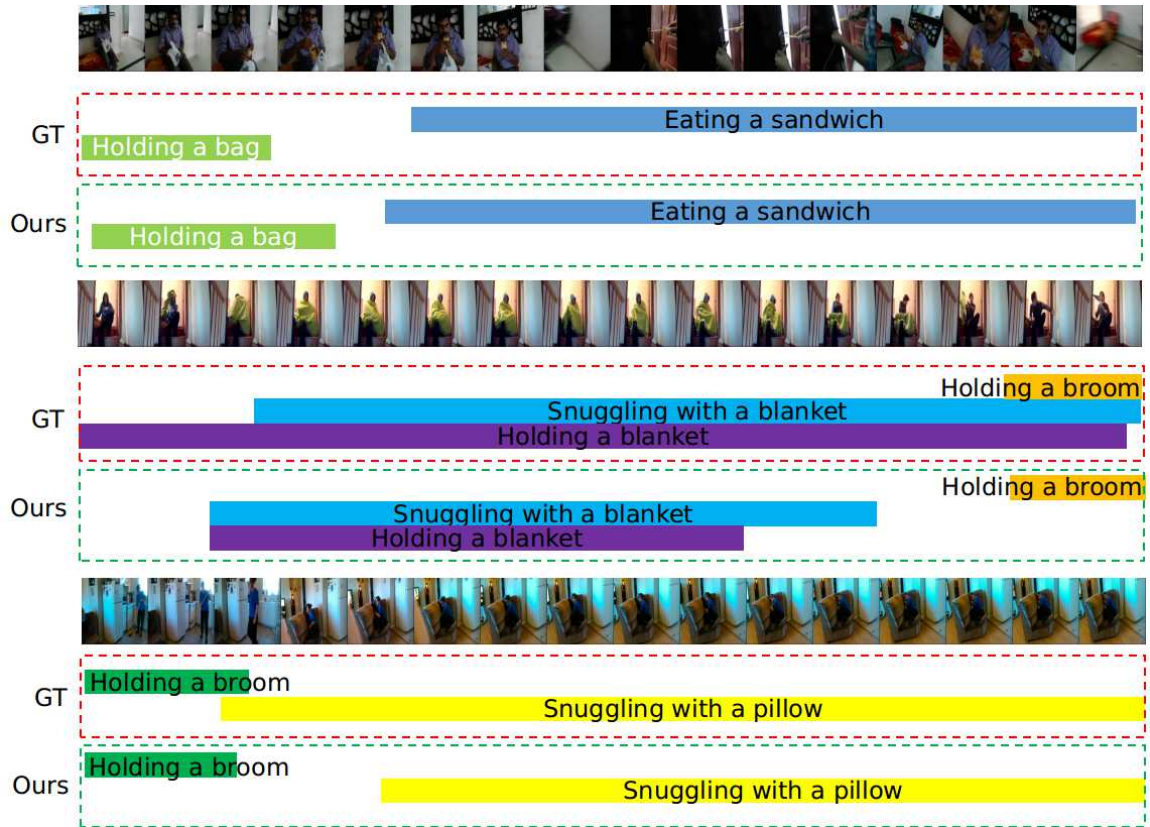 Eating a sandwich
GT
Holding a bag
Eating a sandwich
Ours
Holding a bag
Holding a broom
Snuggling with a blanket
GT
Holding a blanket
Holding a broom
Snuggling with a blanket
Ours
Holding a blanket
Holding a broom
GT
Snuggling with a pillow
Holding a broom
Ours
Snuggling with a pillow